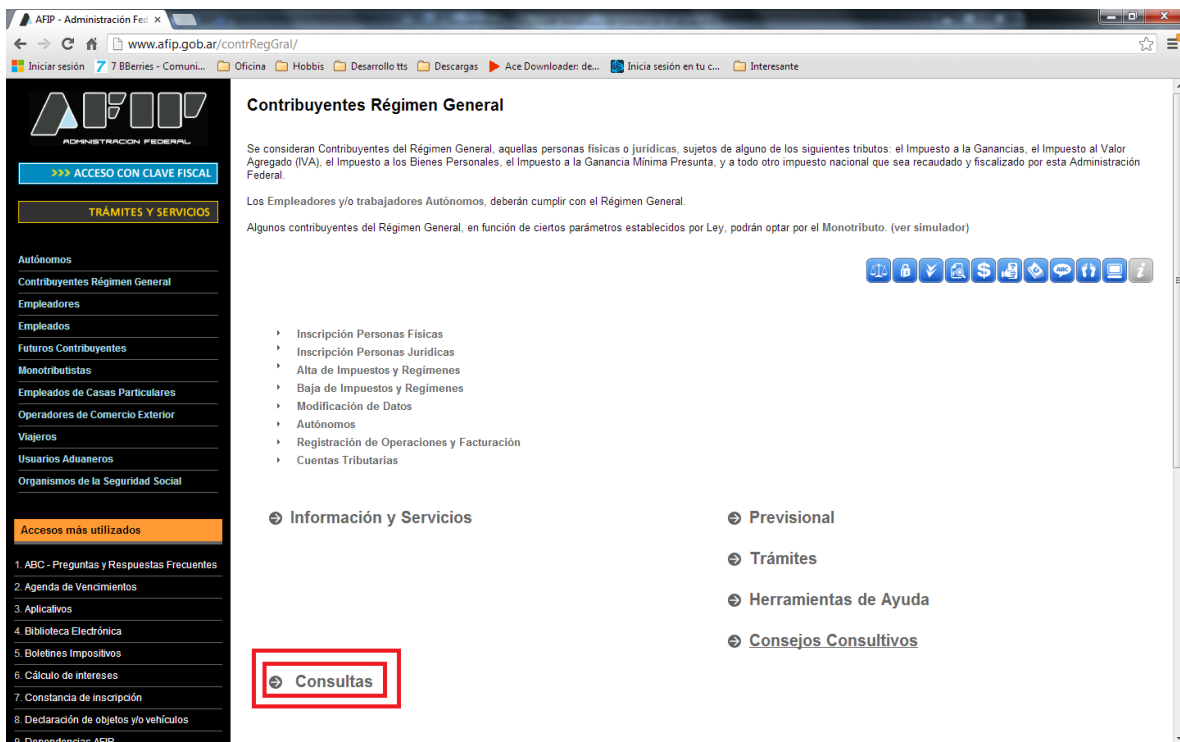 AFIP - Administración Fed
www.afip.gob.ar/contrRegGral/
Iniciar sesión
7 BBerries - Comuni...
Oficina
Hobbis
Desarrollo tts
Descargas
Ace Downloader: de...
Inicia sesión en tu c...
Interesante
AFIP
ADMINISTRACION FEDERAL
>>> ACCESO CON CLAVE FISCAL
TRÁMITES Y SERVICIOS
Autónomos
Contribuyentes Régimen General
Empleadores
Empleados
Futuros Contribuyentes
Monotributistas
Empleados de Casas Particulares
Operadores de Comercio Exterior
Viajeros
Usuarios Aduaneros
Organismos de la Seguridad Social
Accesos más utilizados
1. ABC - Preguntas y Respuestas Frecuentes
2. Agenda de Vencimientos
3. Aplicativos
4. Biblioteca Electrónica
5. Boletines Impositivos
6. Cálculo de intereses
7. Constancia de inscripción
8. Declaración de objetos y/o vehículos
9. Dependencias AFIP
Contribuyentes Régimen General
Se consideran Contribuyentes del Régimen General, aquellas personas físicas o jurídicas, sujetos de alguno de los siguientes tributos: el Impuesto a la Ganancias, el Impuesto al Valor
Agregado (IVA), el Impuesto a los Bienes Personales, el Impuesto a la Ganancia Mínima Presunta, y a todo otro impuesto nacional que sea recaudado y fiscalizado por esta Administración
Federal.
Los Empleadores y/o trabajadores Autónomos, deberán cumplir con el Régimen General.
Algunos contribuyentes del Régimen General, en función de ciertos parámetros establecidos por Ley, podrán optar por el Monotributo. (ver simulador)
ABC
Inscripción Personas Físicas
Inscripción Personas Jurídicas
Alta de Impuestos y Regímenes
Baja de Impuestos y Regímenes
Modificación de Datos
Autónomos
Registración de Operaciones y Facturación
Cuentas Tributarias
Información y Servicios
Previsional
Trámites
Herramientas de Ayuda
Consejos Consultivos
Consultas